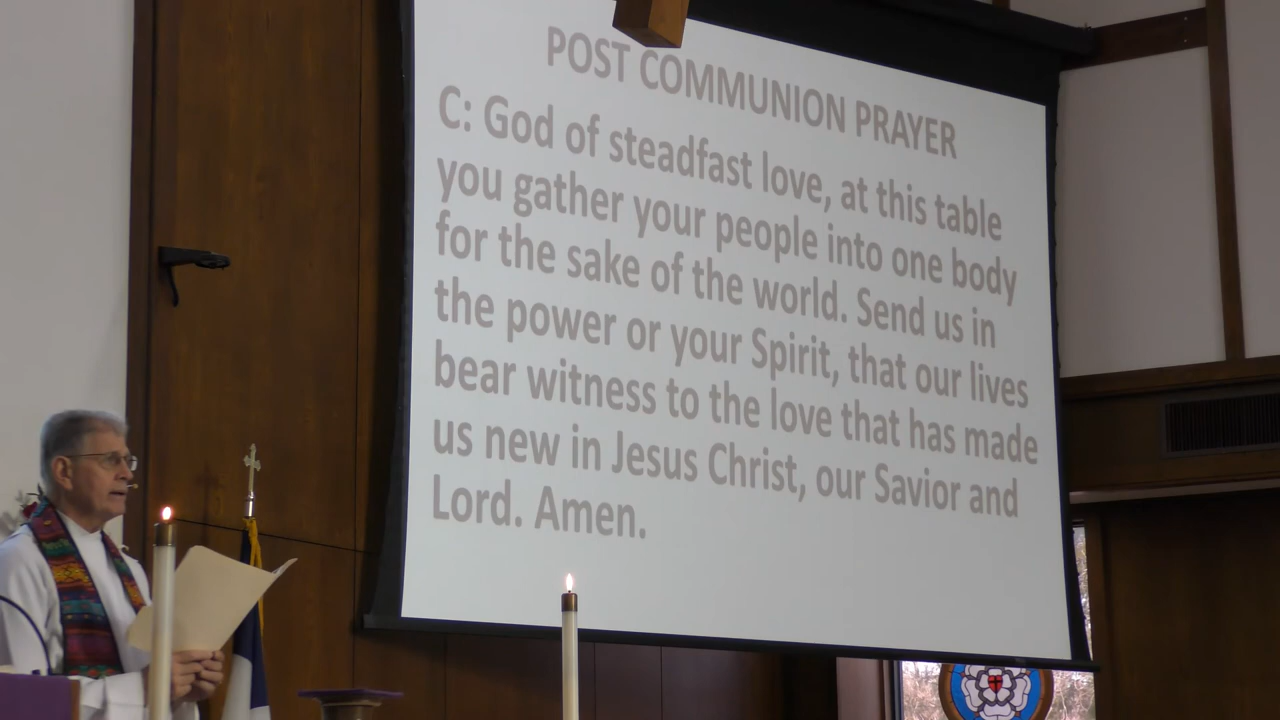 POST COMMUNION PRAYER
C: God of steadfast love, at this table
you gather your people into one body
for the sake of the world. Send us in
the power or your Spirit, that our lives
bear witness to the love that has made
us new in Jesus Christ, our Savior and
Lord. Amen.